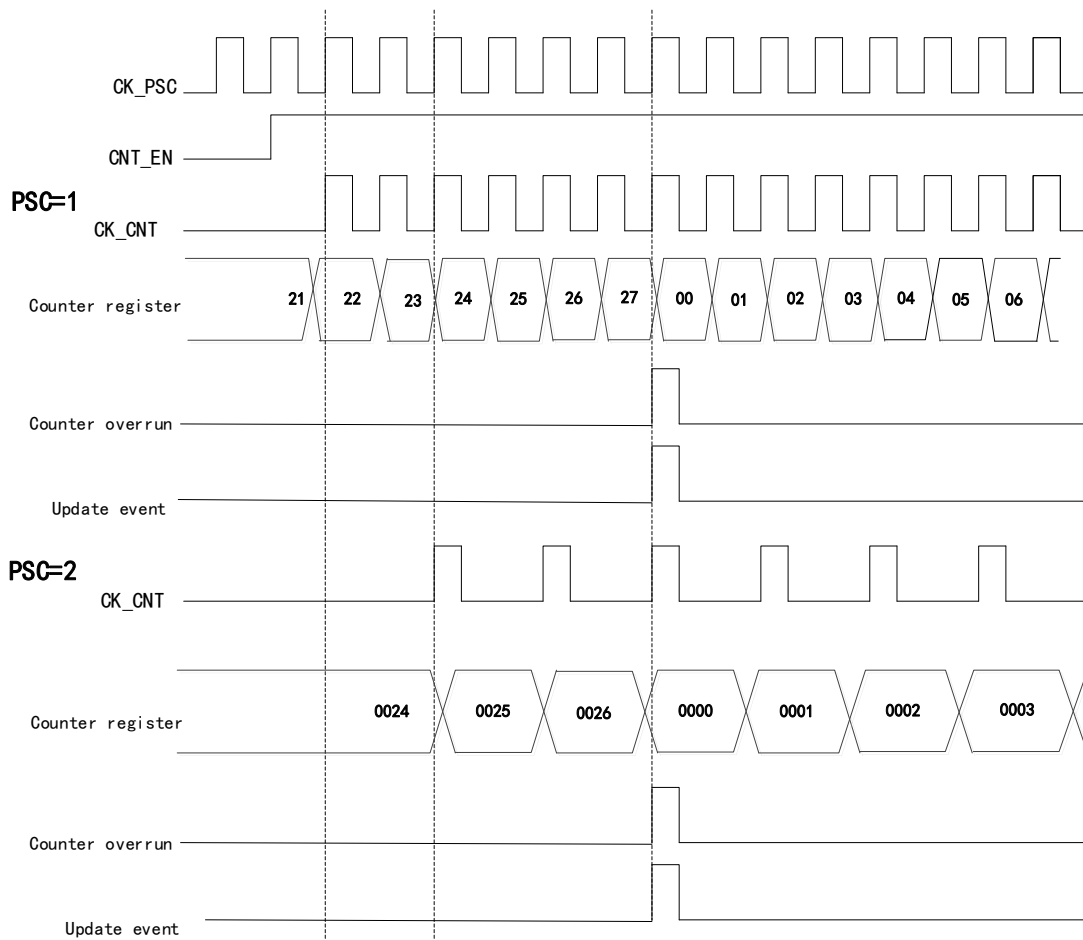 CK_PSC
CNT_EN
PSC=1
CK_CNT
Counter register 21 22 23 24 25 26 27 00 01 02 03 04 05 06
Counter overrun
Update event
PSC=2
CK_CNT
Counter register 0024 0025 0026 0000 0001 0002 0003
Counter overrun
Update event